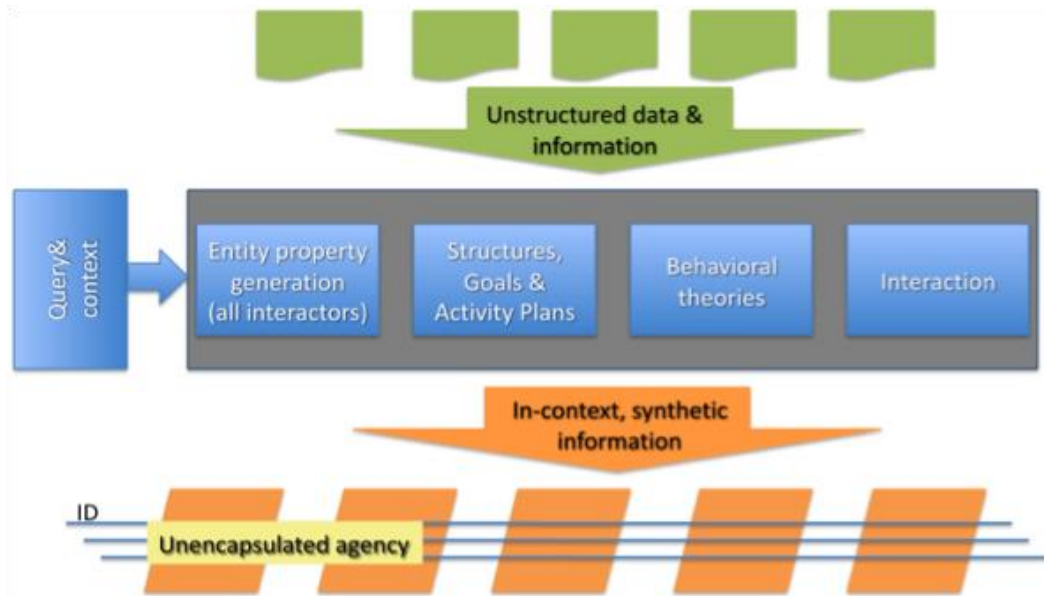 Unstructured data &
information
Query&
context
Entity property
generation
(all interactors)
Structures,
Goals &
Activity Plans
Behavioral
theories
Interaction
In-context, synthetic
information
ID
Unencapsulated agency